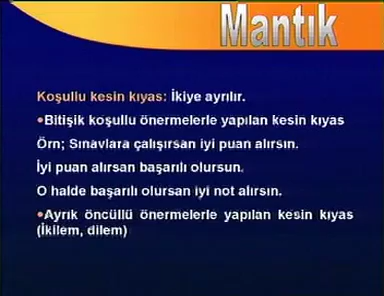 Mantık
Koşullu kesin kıyas: İkiye ayrılır.
•Bitişik koşullu önermelerle yapılan kesin kıyas
Örn; Sınavlara çalışırsan iyi puan alırsın.
İyi puan alırsan başarılı olursun.
O halde başarılı olursan iyi not alırsın.
•Ayrık öncüllü önermelerle yapılan kesin kıyas
(İkilem, dilem)